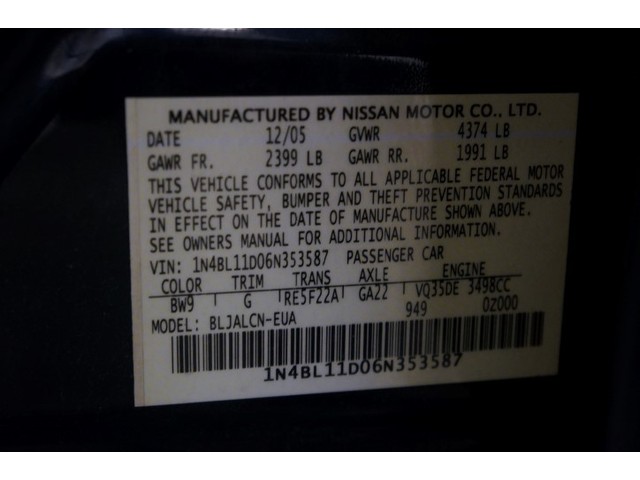 MANUFACTURED BY NISSAN MOTOR CO., LTD.
DATE 12/05 GVWR 4374 LB
GAWR FR. 2399 LB GAWR RR. 1991 LB
THIS VEHICLE CONFORMS TO ALL APPLICABLE FEDERAL MOTOR
VEHICLE SAFETY, BUMPER AND THEFT PREVENTION STANDARDS
IN EFFECT ON THE DATE OF MANUFACTURE SHOWN ABOVE.
SEE OWNERS MANUAL FOR ADDITIONAL INFORMATION.
VIN: 1N4BL11D06N353587 PASSENGER CAR
COLOR TRIM TRANS AXLE ENGINE
BW9 G RE5F22A GA22 VQ35DE 3498CC
MODEL: BLJALCN-EUA 949 02000
1N4BL11D06N353587